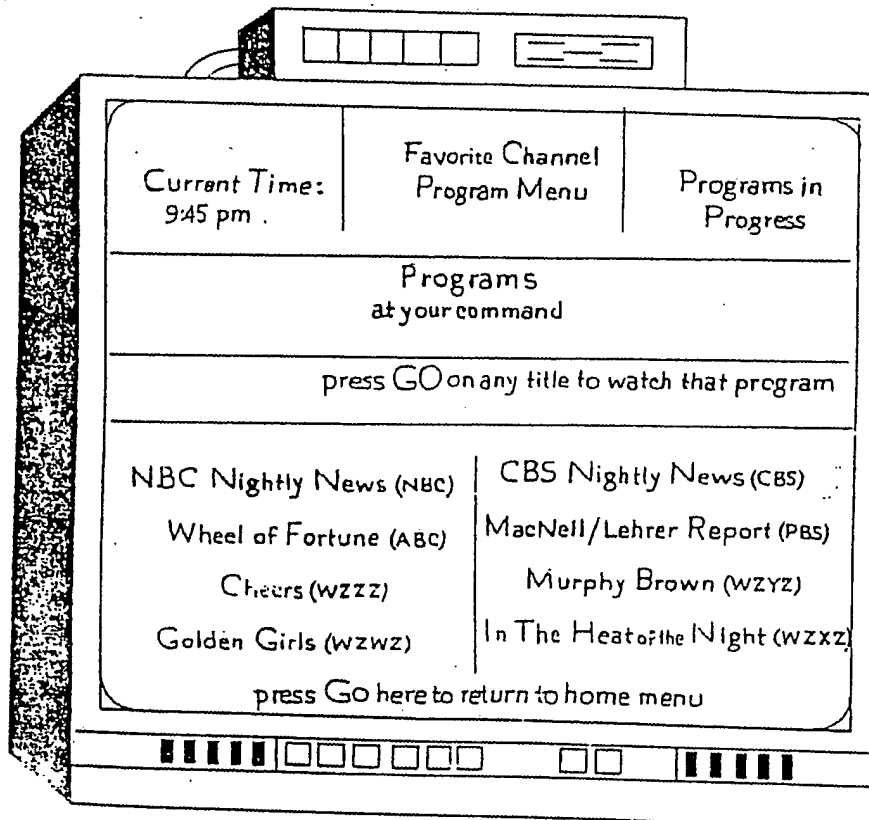 Current Time:
9:45 pm .
Favorite Channel
Program Menu
Programs in
Progress
Programs
at your command
press GO on any title to watch that program
NBC Nightly News (NBC)
CBS Nightly News (CBS)
Wheel of Fortune (ABC)
MacNell/Lehrer Report (PBS)
Cheers (WZZZ)
Murphy Brown (WZYZ)
Golden Girls (WZWZ)
In The Heat of the Night (WZXZ)
press Go here to return to home menu